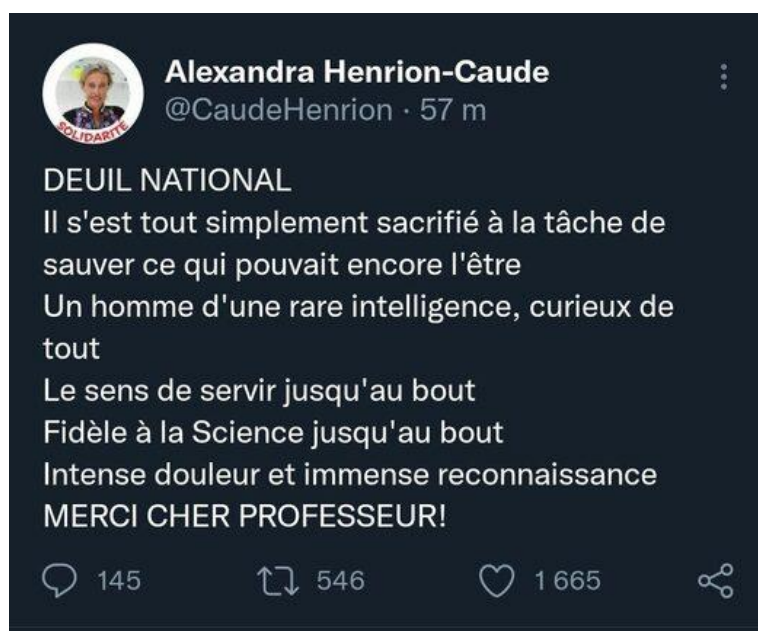 Alexandra Henrion-Caude
@CaudeHenrion · 57 m
SOLIDARITÉ
DEUIL NATIONAL
Il s'est tout simplement sacrifié à la tâche de
sauver ce qui pouvait encore l'être
Un homme d'une rare intelligence, curieux de
tout
Le sens de servir jusqu'au bout
Fidèle à la Science jusqu'au bout
Intense douleur et immense reconnaissance
MERCI CHER PROFESSEUR!
145 546 1 665